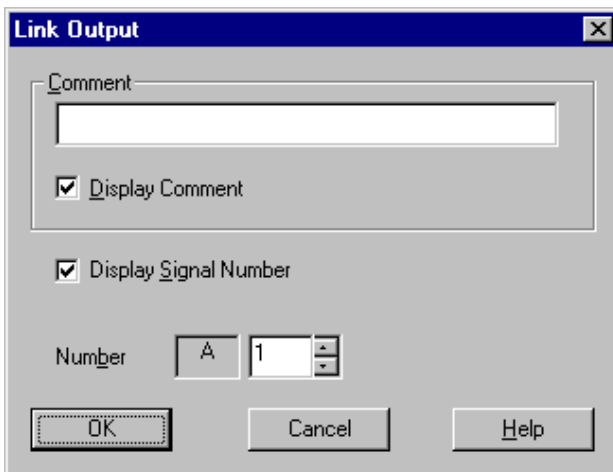 Link Output
Comment
Display Comment
Display Signal Number
Number A 1
OK Cancel Help